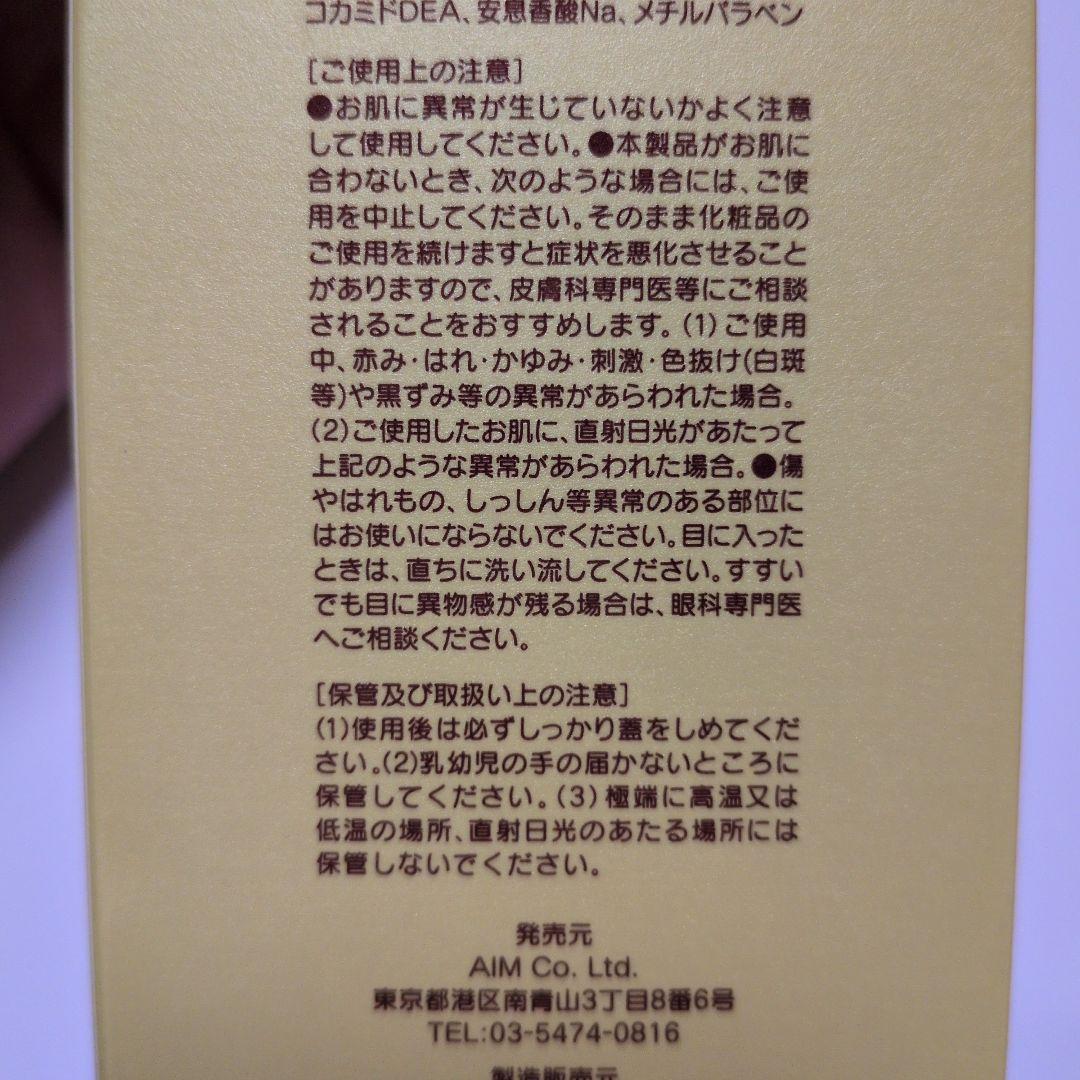 コカミドDEA、安息香酸Na、メチルパラベン
[ご使用上の注意]
●お肌に異常が生じていないかよく注意
して使用してください。●本製品がお肌に
合わないとき、次のような場合には、ご使
用を中止してください。そのまま化粧品の
ご使用を続けますと症状を悪化させること
がありますので、皮膚科専門医等にご相談
されることをおすすめします。(1)ご使用
中、赤み・はれ・かゆみ・刺激・色抜け(白斑
等)や黒ずみ等の異常があらわれた場合。
(2)ご使用したお肌に、直射日光があたって
上記のような異常があらわれた場合。●傷
やはれもの、しっしん等異常のある部位に
はお使いにならないでください。目に入った
ときは、直ちに洗い流してください。すすい
でも目に異物感が残る場合は、眼科専門医
へご相談ください。
[保管及び取扱い上の注意]
(1)使用後は必ずしっかり蓋をしめてくだ
さい。(2)乳幼児の手の届かないところに
保管してください。(3)極端に高温又は
低温の場所、直射日光のあたる場所には
保管しないでください。
発売元
AIM Co. Ltd.
東京都港区南青山3丁目8番6号
TEL:03-5474-0816
製造販売元